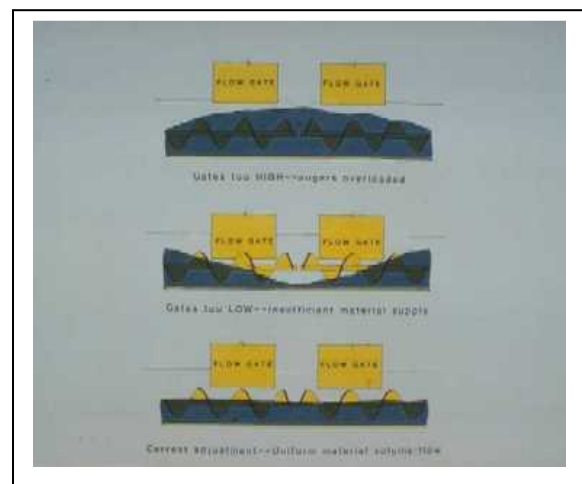 FLOW GATE FLOW GATE
Gates too HIGH--augers overloaded
FLOW GATE FLOW GATE
Gates too LOW--insufficient material supply
FLOW GATE FLOW GATE
Correct adjustment--Uniform material volume/flow